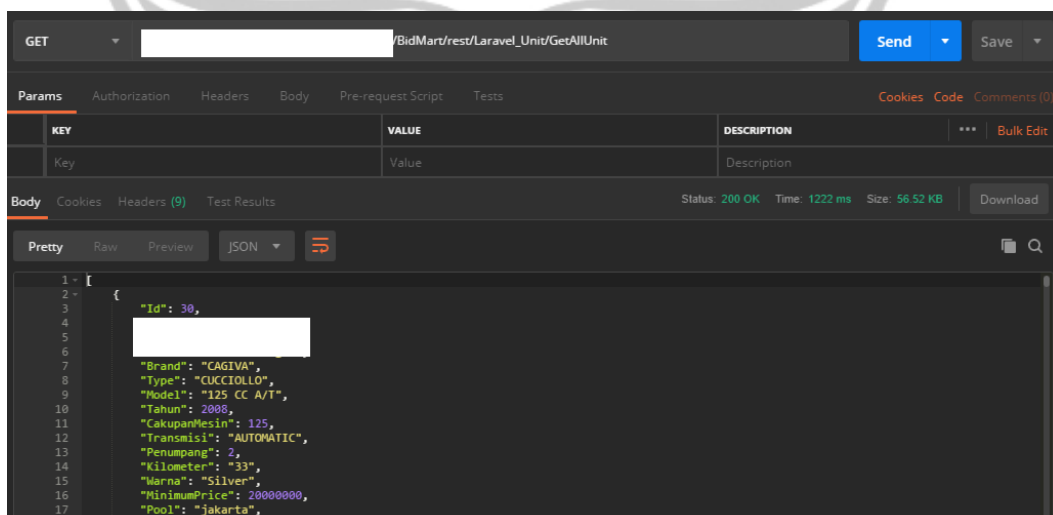 GET /BidMart/rest/Laravel_Unit/GetAllUnit Send Save
Params Authorization Headers Body Pre-request Script Tests Cookies Code Comments (0)
KEY VALUE DESCRIPTION ••• Bulk Edit
Key Value Description
Body Cookies Headers (9) Test Results Status: 200 OK Time: 1222 ms Size: 56.52 KB Download
Pretty Raw Preview JSON
1 [
2 {
3 "Id": 30,
4
5
6
7 "Brand": "CAGIVA",
8 "Type": "CUCCIOLLO",
9 "Model": "125 CC A/T",
10 "Tahun": 2008,
11 "CakupanMesin": 125,
12 "Transmisi": "AUTOMATIC",
13 "Penumpang": 2,
14 "Kilometer": "33",
15 "Warna": "Silver",
16 "MinimumPrice": 20000000,
17 "Pool": "jakarta",